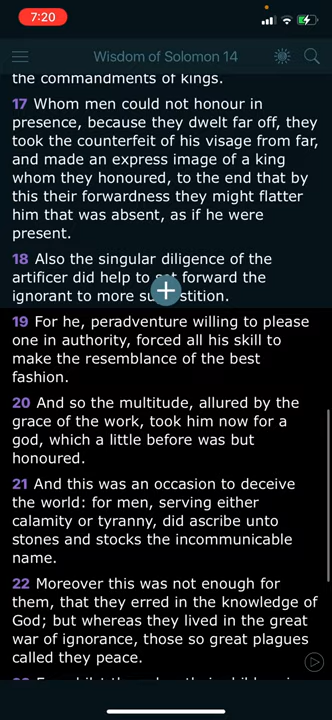 7:20
Wisdom of Solomon 14
the commandments of kings.
17 Whom men could not honour in
presence, because they dwelt far off, they
took the counterfeit of his visage from far,
and made an express image of a king
whom they honoured, to the end that by
this their forwardness they might flatter
him that was absent, as if he were
present.
18 Also the singular diligence of the
artificer did help to set forward the
ignorant to more superstition.
19 For he, peradventure willing to please
one in authority, forced all his skill to
make the resemblance of the best
fashion.
20 And so the multitude, allured by the
grace of the work, took him now for a
god, which a little before was but
honoured.
21 And this was an occasion to deceive
the world: for men, serving either
calamity or tyranny, did ascribe unto
stones and stocks the incommunicable
name.
22 Moreover this was not enough for
them, that they erred in the knowledge of
God; but whereas they lived in the great
war of ignorance, those so great plagues
called they peace.